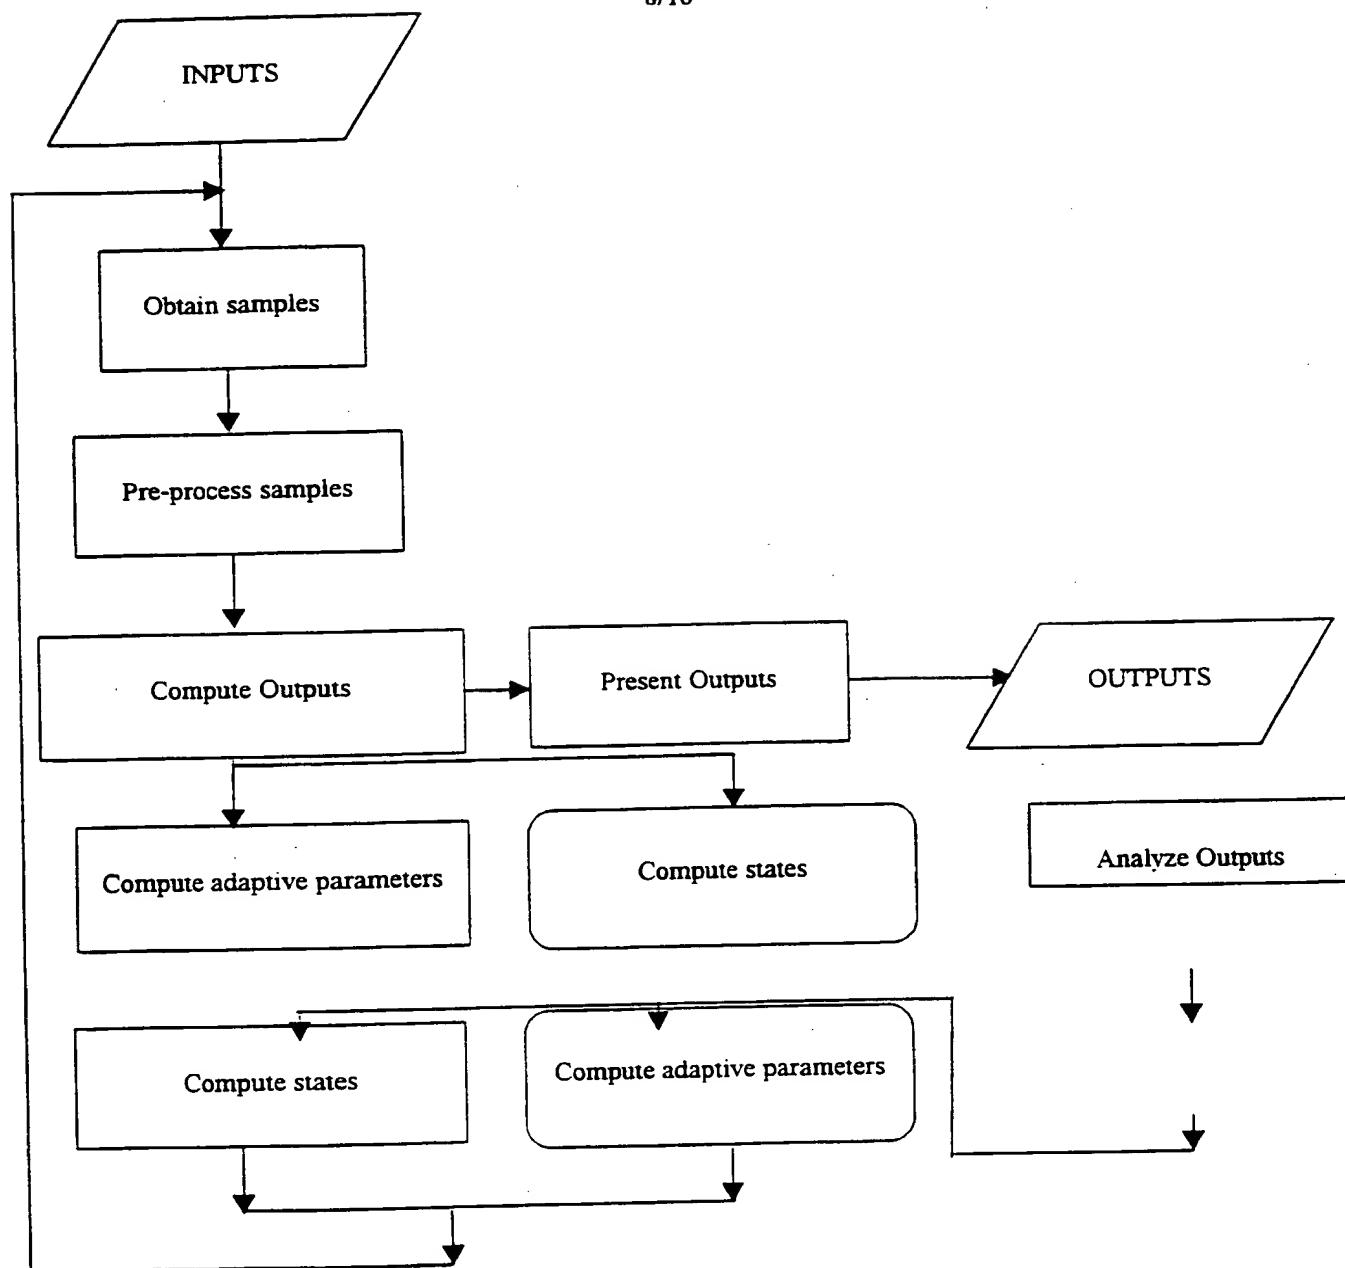 INPUTS
Obtain samples
Pre-process samples
Compute Outputs
Present Outputs
OUTPUTS
Compute adaptive parameters
Compute states
Analyze Outputs
Compute states
Compute adaptive parameters